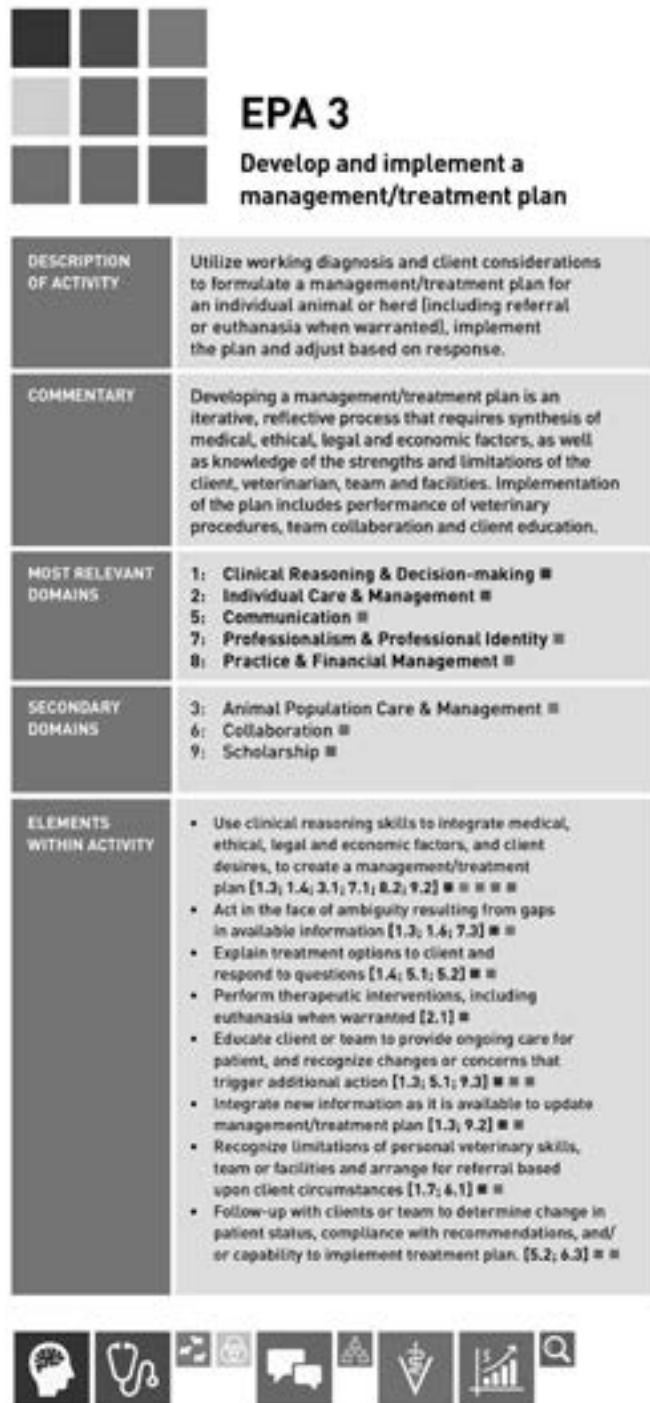 EPA 3
Develop and implement a
management/treatment plan
DESCRIPTION
OF ACTIVITY
Utilize working diagnosis and client considerations
to formulate a management/treatment plan for
an individual animal or herd (including referral
or euthanasia when warranted), implement
the plan and adjust based on response.
COMMENTARY
Developing a management/treatment plan is an
iterative, reflective process that requires synthesis of
medical, ethical, legal and economic factors, as well
as knowledge of the strengths and limitations of the
client, veterinarian, team and facilities. Implementation
of the plan includes performance of veterinary
procedures, team collaboration and client education.
MOST RELEVANT
DOMAINS
1: Clinical Reasoning & Decision-making
2: Individual Care & Management
5: Communication
7: Professionalism & Professional Identity
8: Practice & Financial Management
SECONDARY
DOMAINS
3: Animal Population Care & Management
6: Collaboration
9: Scholarship
ELEMENTS
WITHIN ACTIVITY
• Use clinical reasoning skills to integrate medical,
ethical, legal and economic factors, and client
desires, to create a management/treatment
plan [1.3; 1.4; 3.1; 7.1; 8.2; 9.2]
• Act in the face of ambiguity resulting from gaps
in available information [1.3; 1.6; 7.3]
• Explain treatment options to client and
respond to questions [1.4; 5.1; 5.2]
• Perform therapeutic interventions, including
euthanasia when warranted [2.1]
• Educate client or team to provide ongoing care for
patient, and recognize changes or concerns that
trigger additional action [1.3; 5.1; 9.3]
• Integrate new information as it is available to update
management/treatment plan [1.3; 9.2]
• Recognize limitations of personal veterinary skills,
team or facilities and arrange for referral based
upon client circumstances [1.7; 6.1]
• Follow-up with clients or team to determine change in
patient status, compliance with recommendations, and/
or capability to implement treatment plan. [5.2; 6.3]